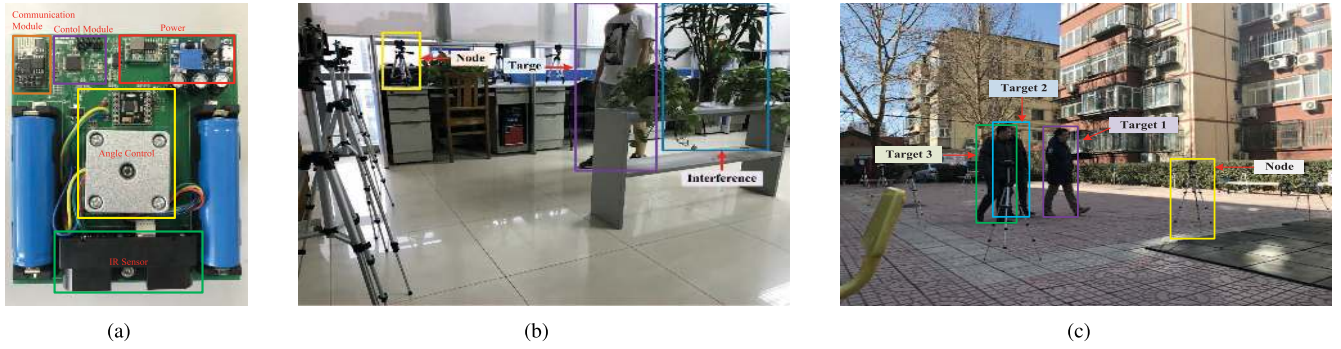 Communication
Module
Contol Module
Power
Angle Control
IR Sensor
Node
Targe
Interference
Target 2
Target 1
Target 3
Node
(a)
(b)
(c)